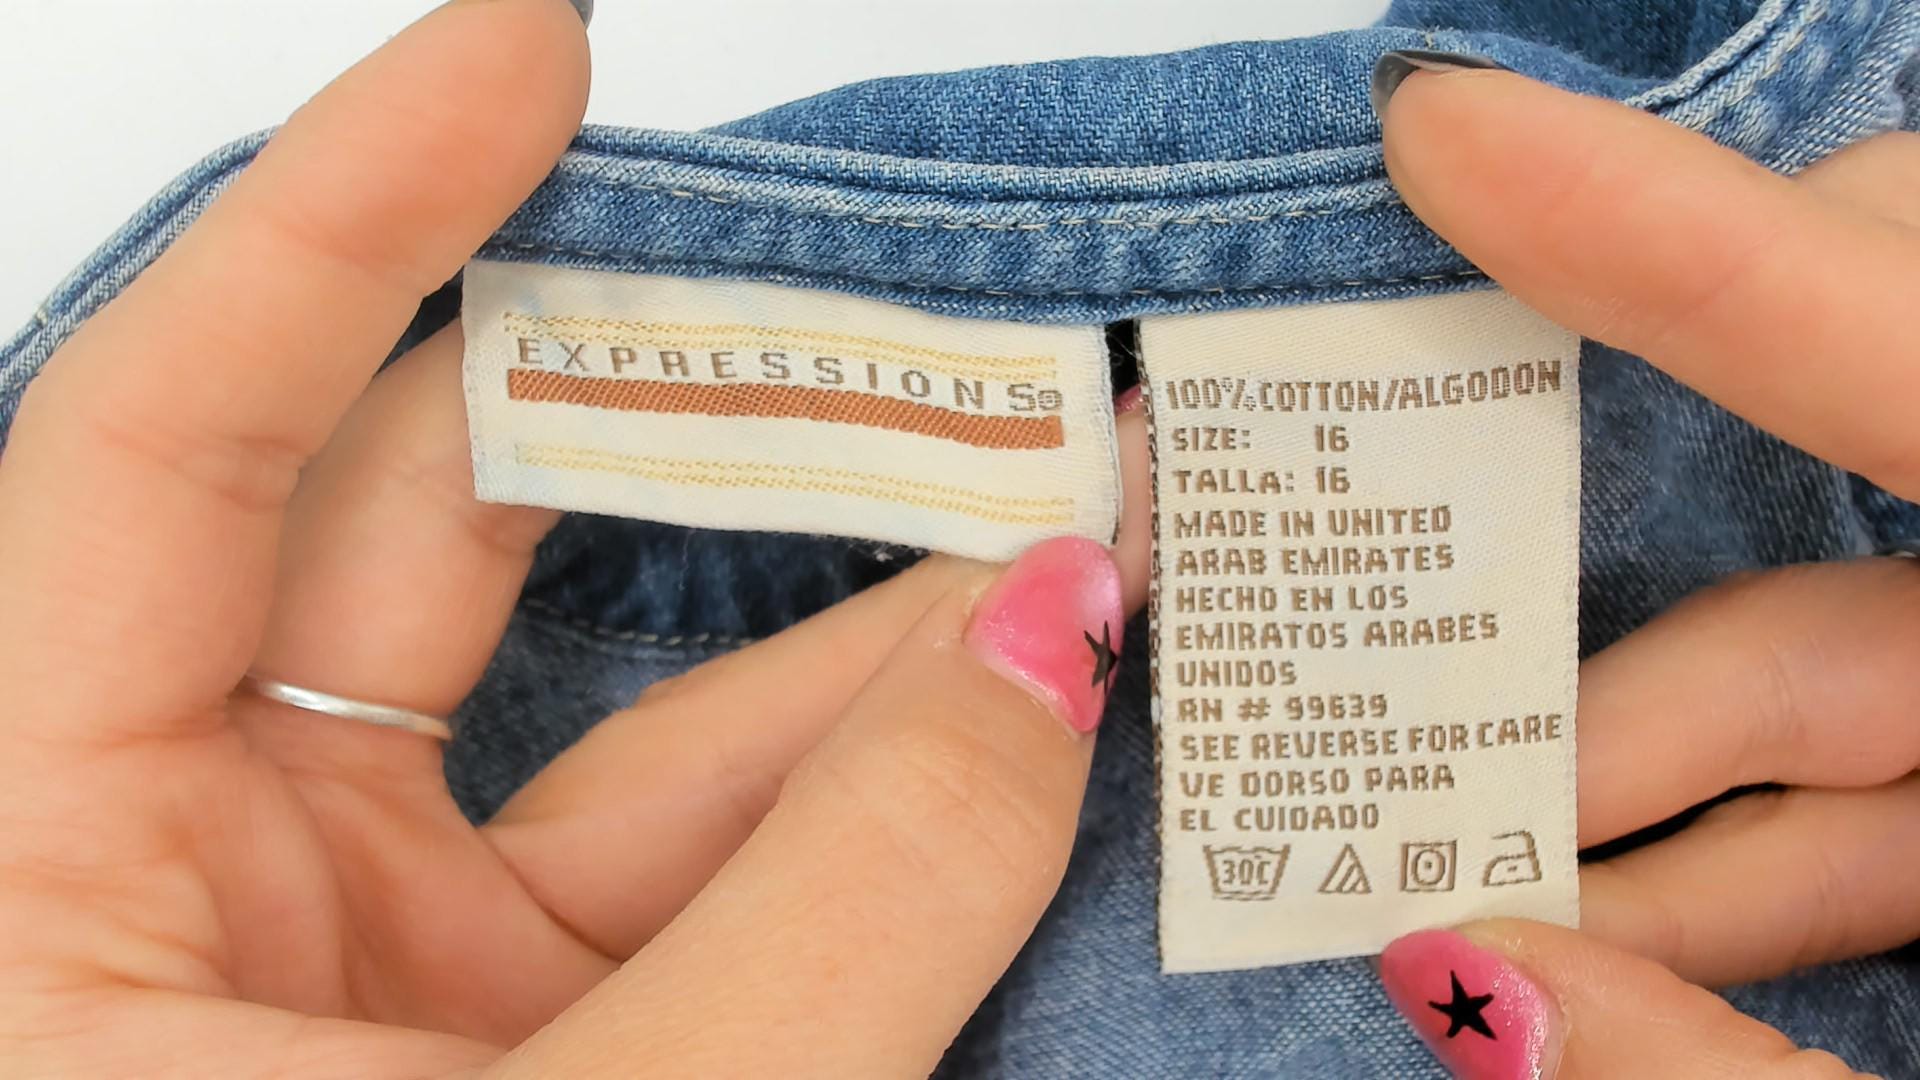 EXPRESSIONS®
100% COTTON/ALGODON
SIZE: 16
TALLA: 16
MADE IN UNITED
ARAB EMIRATES
HECHO EN LOS
EMIRATOS ARABES
UNIDOS
RN # 99639
SEE REVERSE FOR CARE
VE DORSO PARA
EL CUIDADO
30C